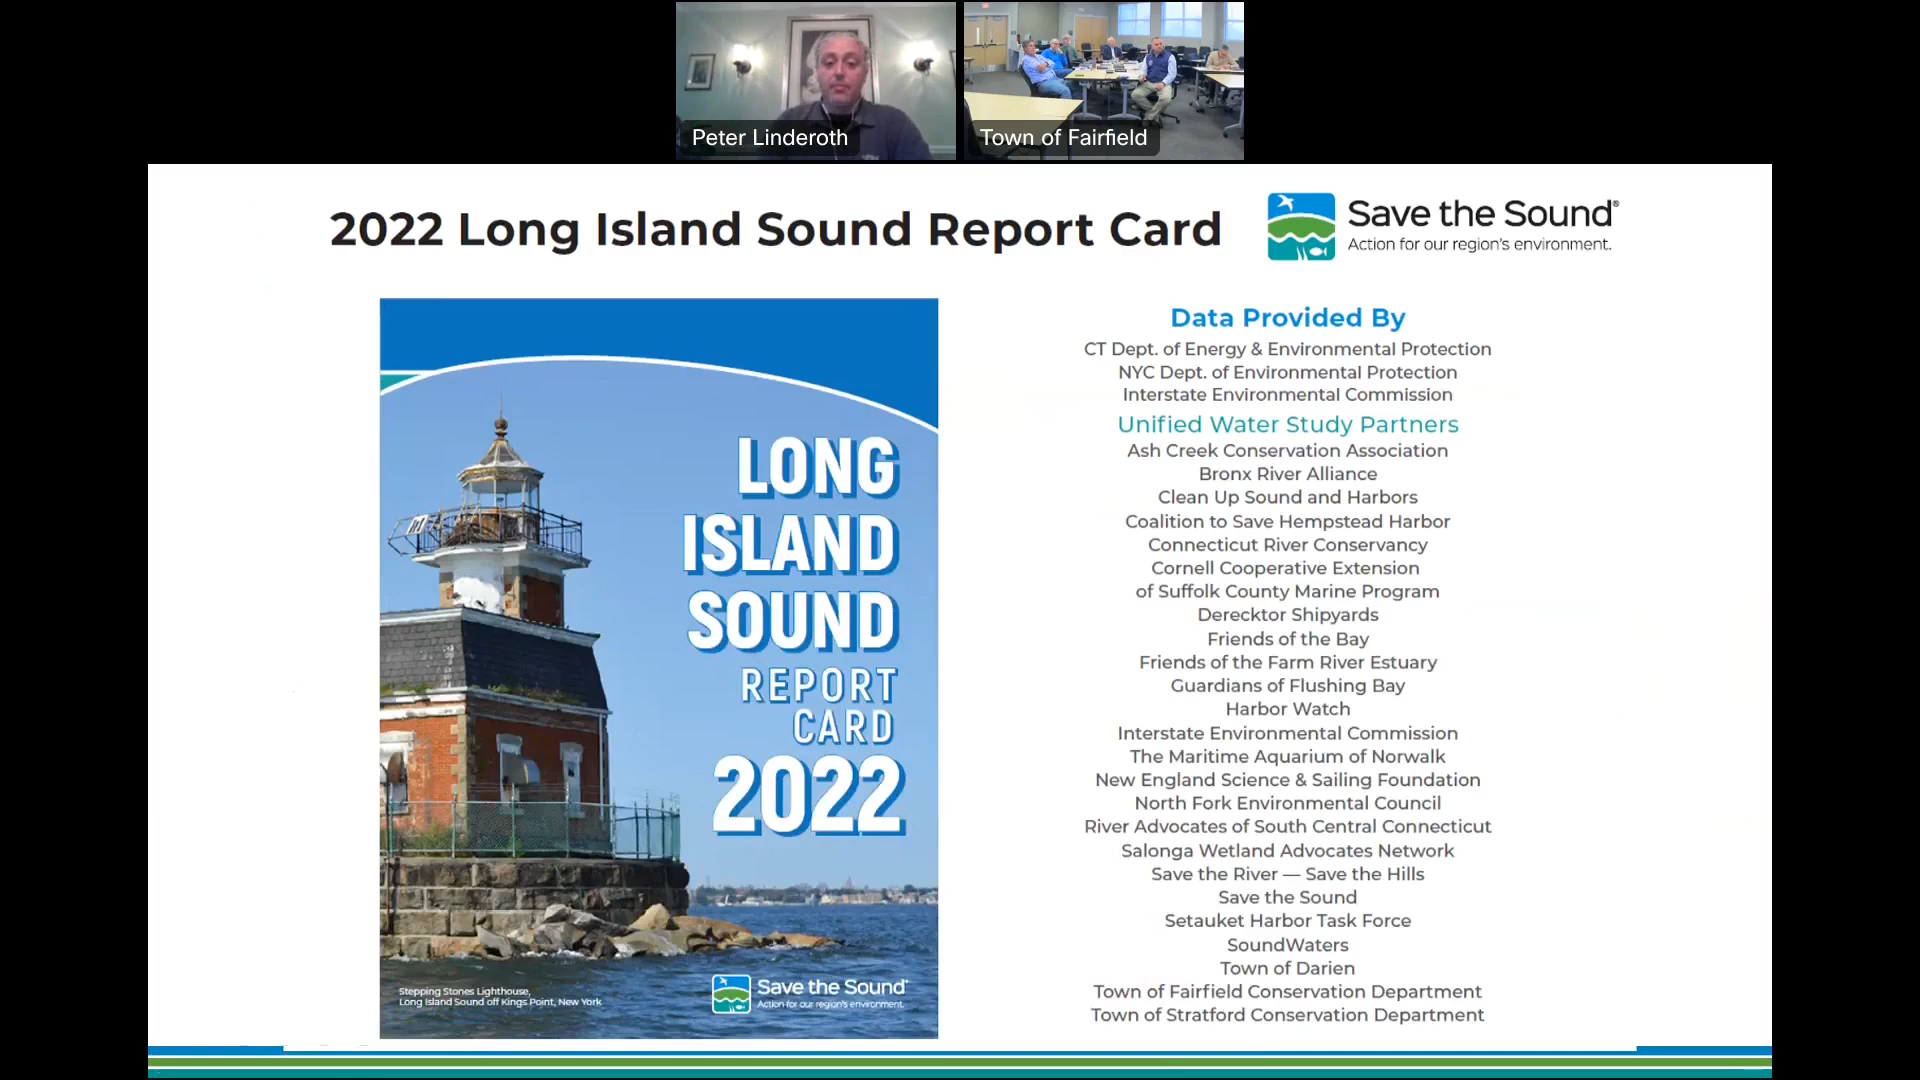 Peter Linderoth
Town of Fairfield
2022 Long Island Sound Report Card
Save the Sound®
Action for our region's environment.
LONG
ISLAND
SOUND
REPORT
CARD
2022
Stepping Stones Lighthouse,
Long Island Sound off Kings Point, New York
Save the Sound®
Action for our region's environment.
Data Provided By
CT Dept. of Energy & Environmental Protection
NYC Dept. of Environmental Protection
Interstate Environmental Commission
Unified Water Study Partners
Ash Creek Conservation Association
Bronx River Alliance
Clean Up Sound and Harbors
Coalition to Save Hempstead Harbor
Connecticut River Conservancy
Cornell Cooperative Extension
of Suffolk County Marine Program
Derecktor Shipyards
Friends of the Bay
Friends of the Farm River Estuary
Guardians of Flushing Bay
Harbor Watch
Interstate Environmental Commission
The Maritime Aquarium of Norwalk
New England Science & Sailing Foundation
North Fork Environmental Council
River Advocates of South Central Connecticut
Salonga Wetland Advocates Network
Save the River — Save the Hills
Save the Sound
Setauket Harbor Task Force
SoundWaters
Town of Darien
Town of Fairfield Conservation Department
Town of Stratford Conservation Department